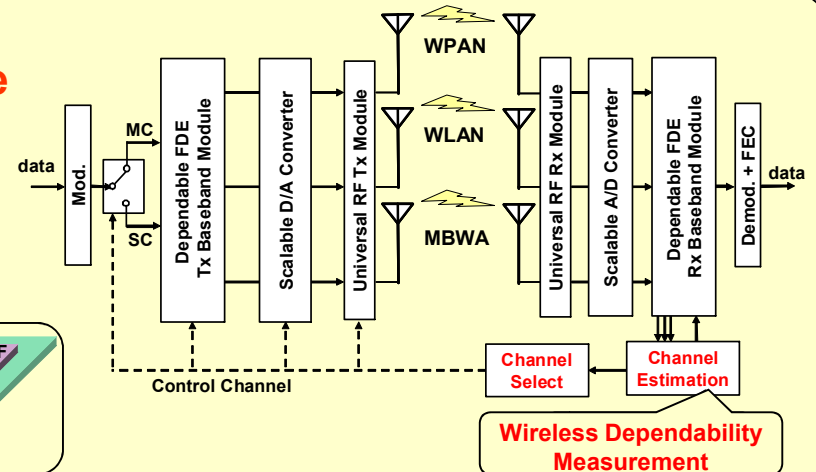 e
data
Mod.
MC
SC
Dependable FDE
Tx Baseband Module
Scalable D/A Converter
Universal RF Tx Module
WPAN
WLAN
MBWA
Universal RF Rx Module
Scalable A/D Converter
Dependable FDE
Rx Baseband Module
Demod. + FEC
data
F
Control Channel
Channel
Select
Channel
Estimation
Wireless Dependability
Measurement